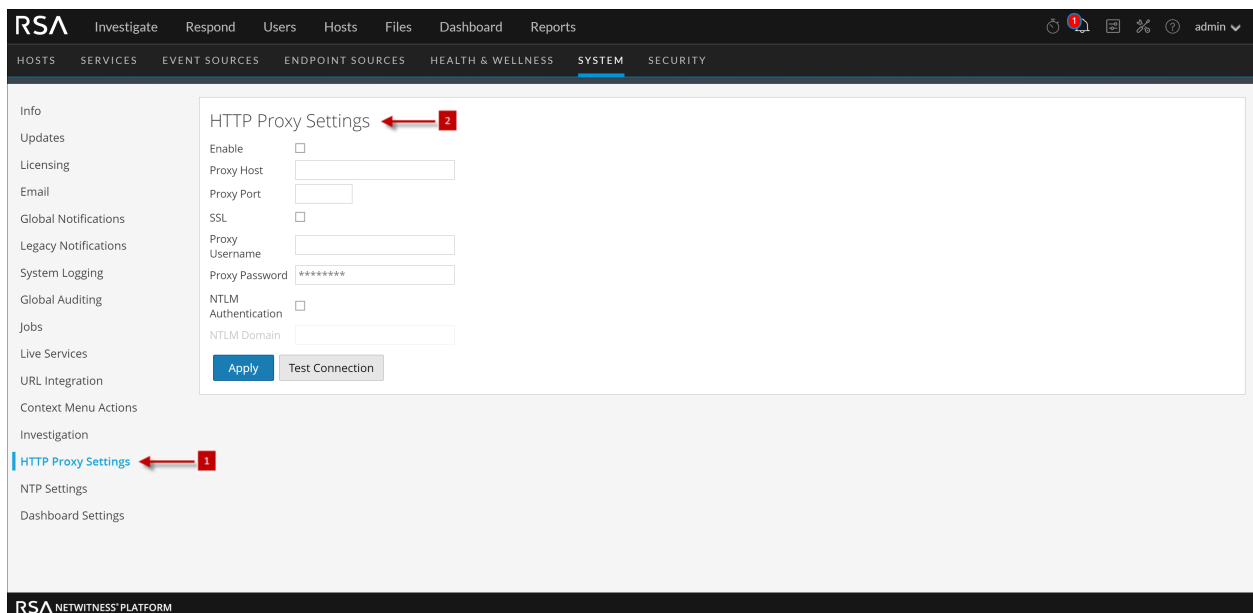 RSA Investigate Respond Users Hosts Files Dashboard Reports 1 admin
HOSTS SERVICES EVENT SOURCES ENDPOINT SOURCES HEALTH & WELLNESS SYSTEM SECURITY
Info
Updates
Licensing
Email
Global Notifications
Legacy Notifications
System Logging
Global Auditing
Jobs
Live Services
URL Integration
Context Menu Actions
Investigation
HTTP Proxy Settings 1
NTP Settings
Dashboard Settings
HTTP Proxy Settings 2
Enable
Proxy Host
Proxy Port
SSL
Proxy
Username
Proxy Password ********
NTLM
Authentication
NTLM Domain
Apply Test Connection
RSA NETWITNESS® PLATFORM